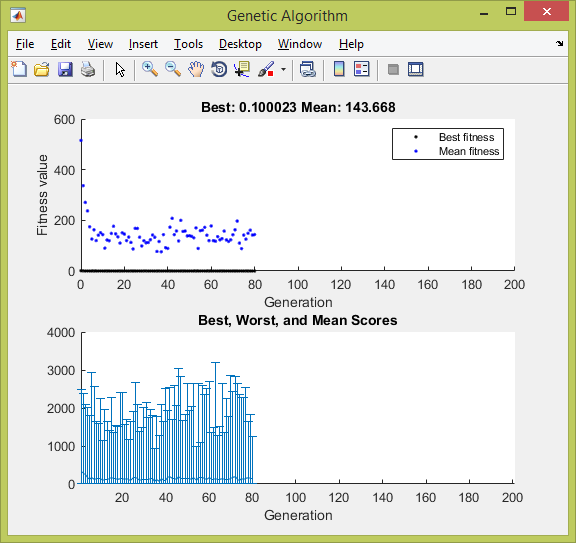 Genetic Algorithm
File Edit View Insert Tools Desktop Window Help
Best: 0.100023 Mean: 143.668
600
400
200
0
Fitness value
Best fitness
Mean fitness
0 20 40 60 80 100 120 140 160 180 200
Generation
Best, Worst, and Mean Scores
4000
3000
2000
1000
0
20 40 60 80 100 120 140 160 180 200
Generation